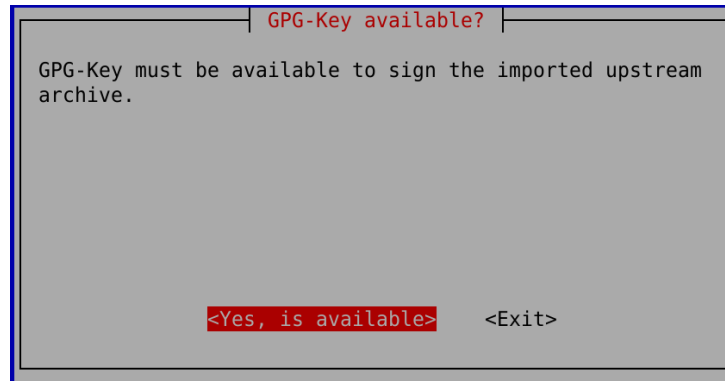 GPG-Key available?
GPG-Key must be available to sign the imported upstream
archive.
<Yes, is available> <Exit>